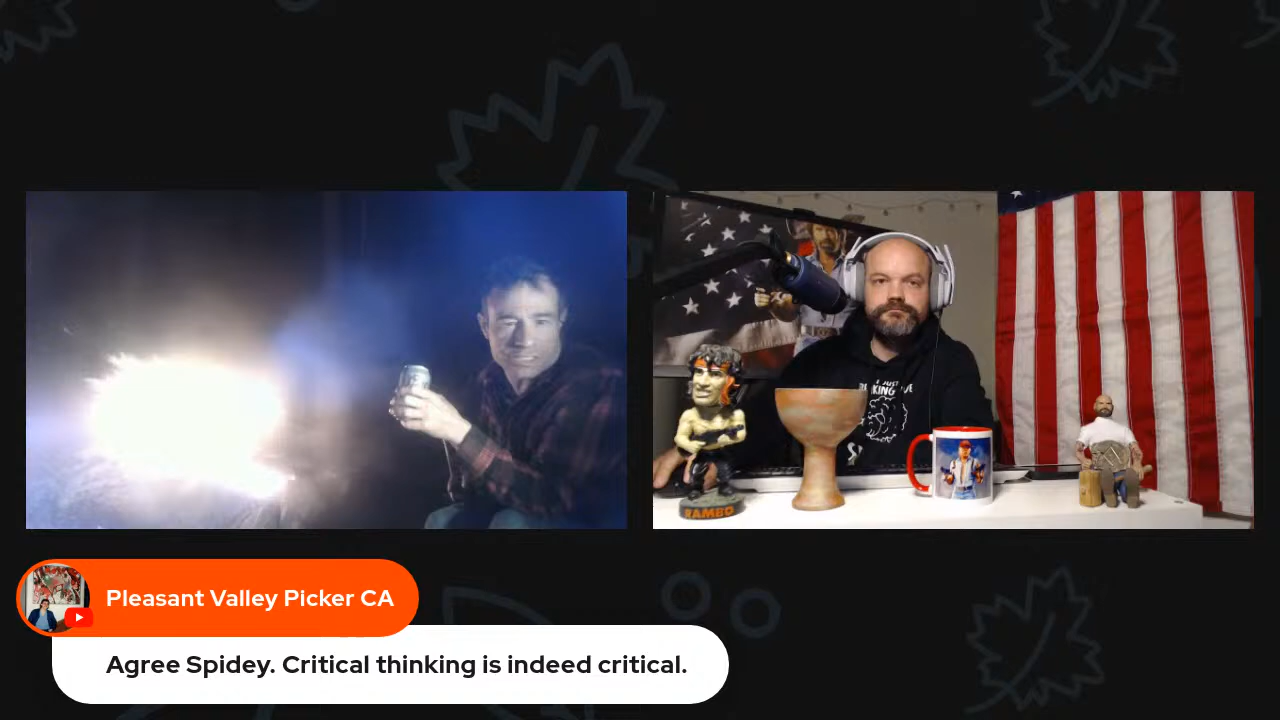 RAMBO
Pleasant Valley Picker CA
Agree Spidey. Critical thinking is indeed critical.